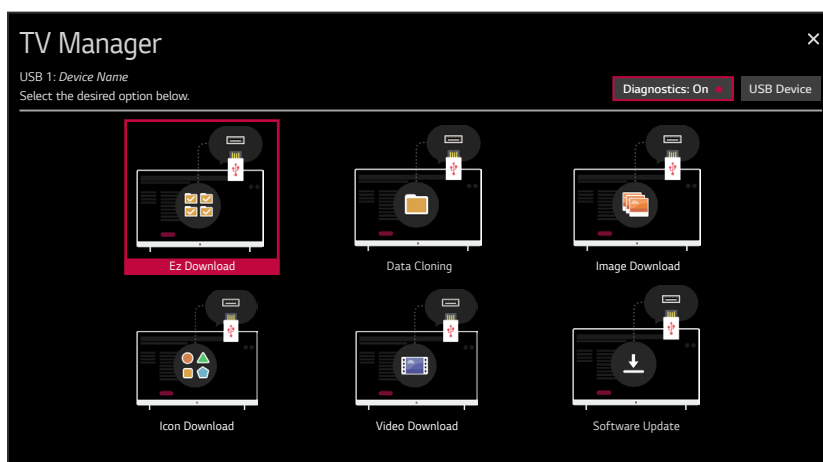 TV Manager
×
USB 1: Device Name
Select the desired option below.
Diagnostics: On
USB Device
Ez Download
Data Cloning
Image Download
Icon Download
Video Download
Software Update